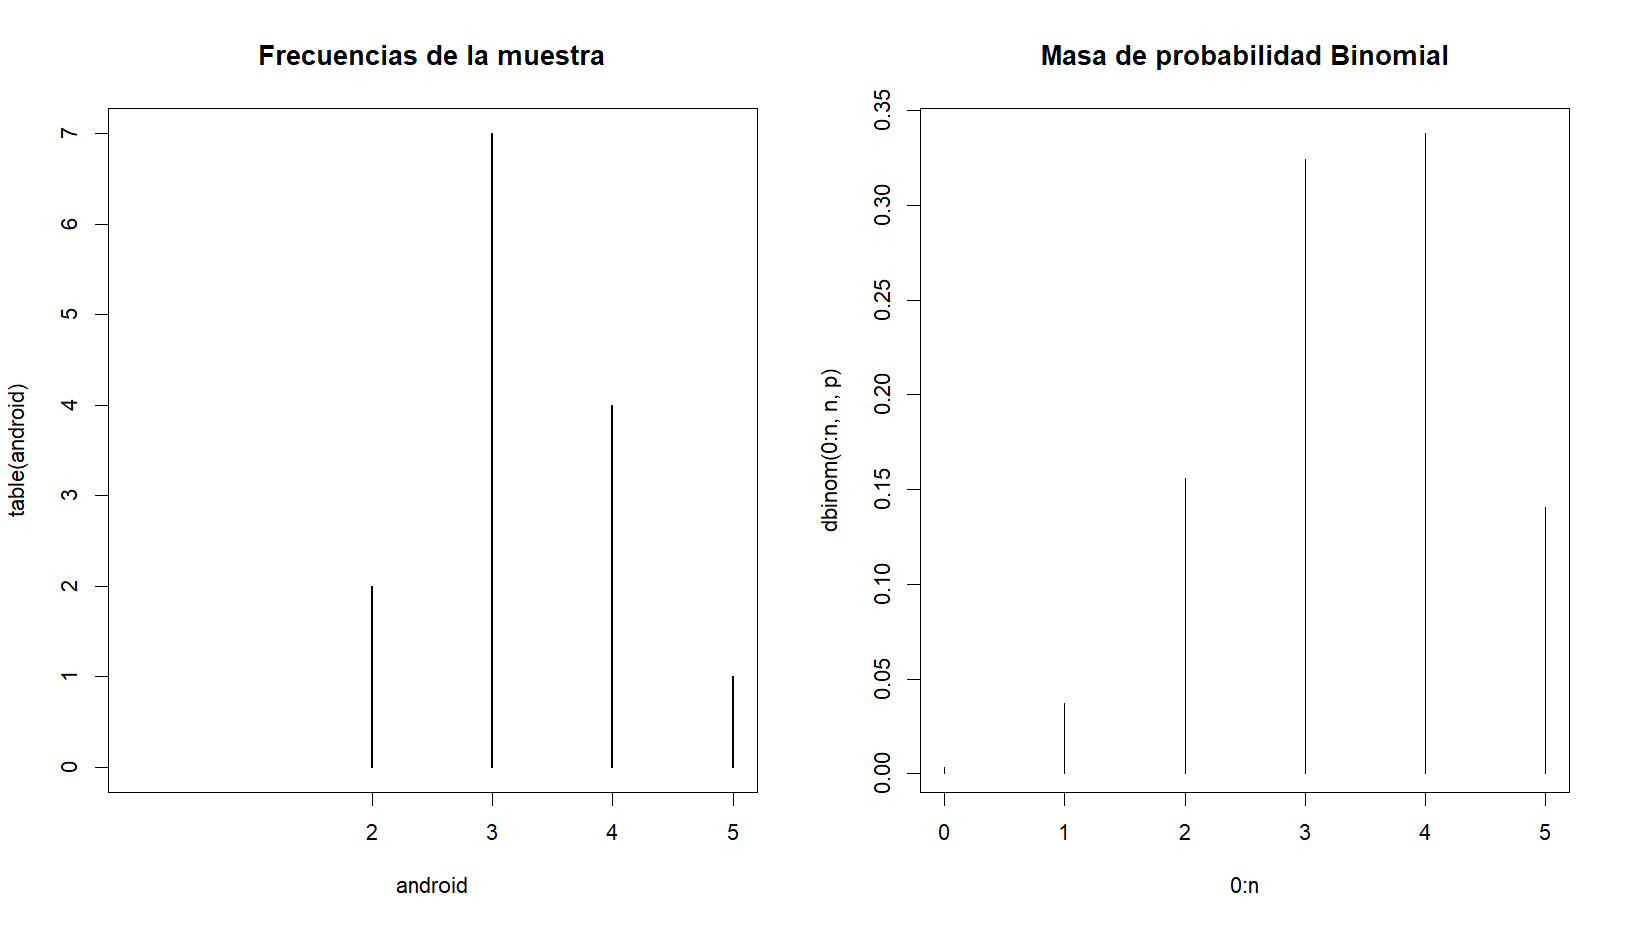 Frecuencias de la muestra
table(android)
7
6
5
4
3
2
1
0
2 3 4 5
android
Masa de probabilidad Binomial
dbinom(0:n, n, p)
0.35
0.30
0.25
0.20
0.15
0.10
0.05
0.00
0 1 2 3 4 5
0:n